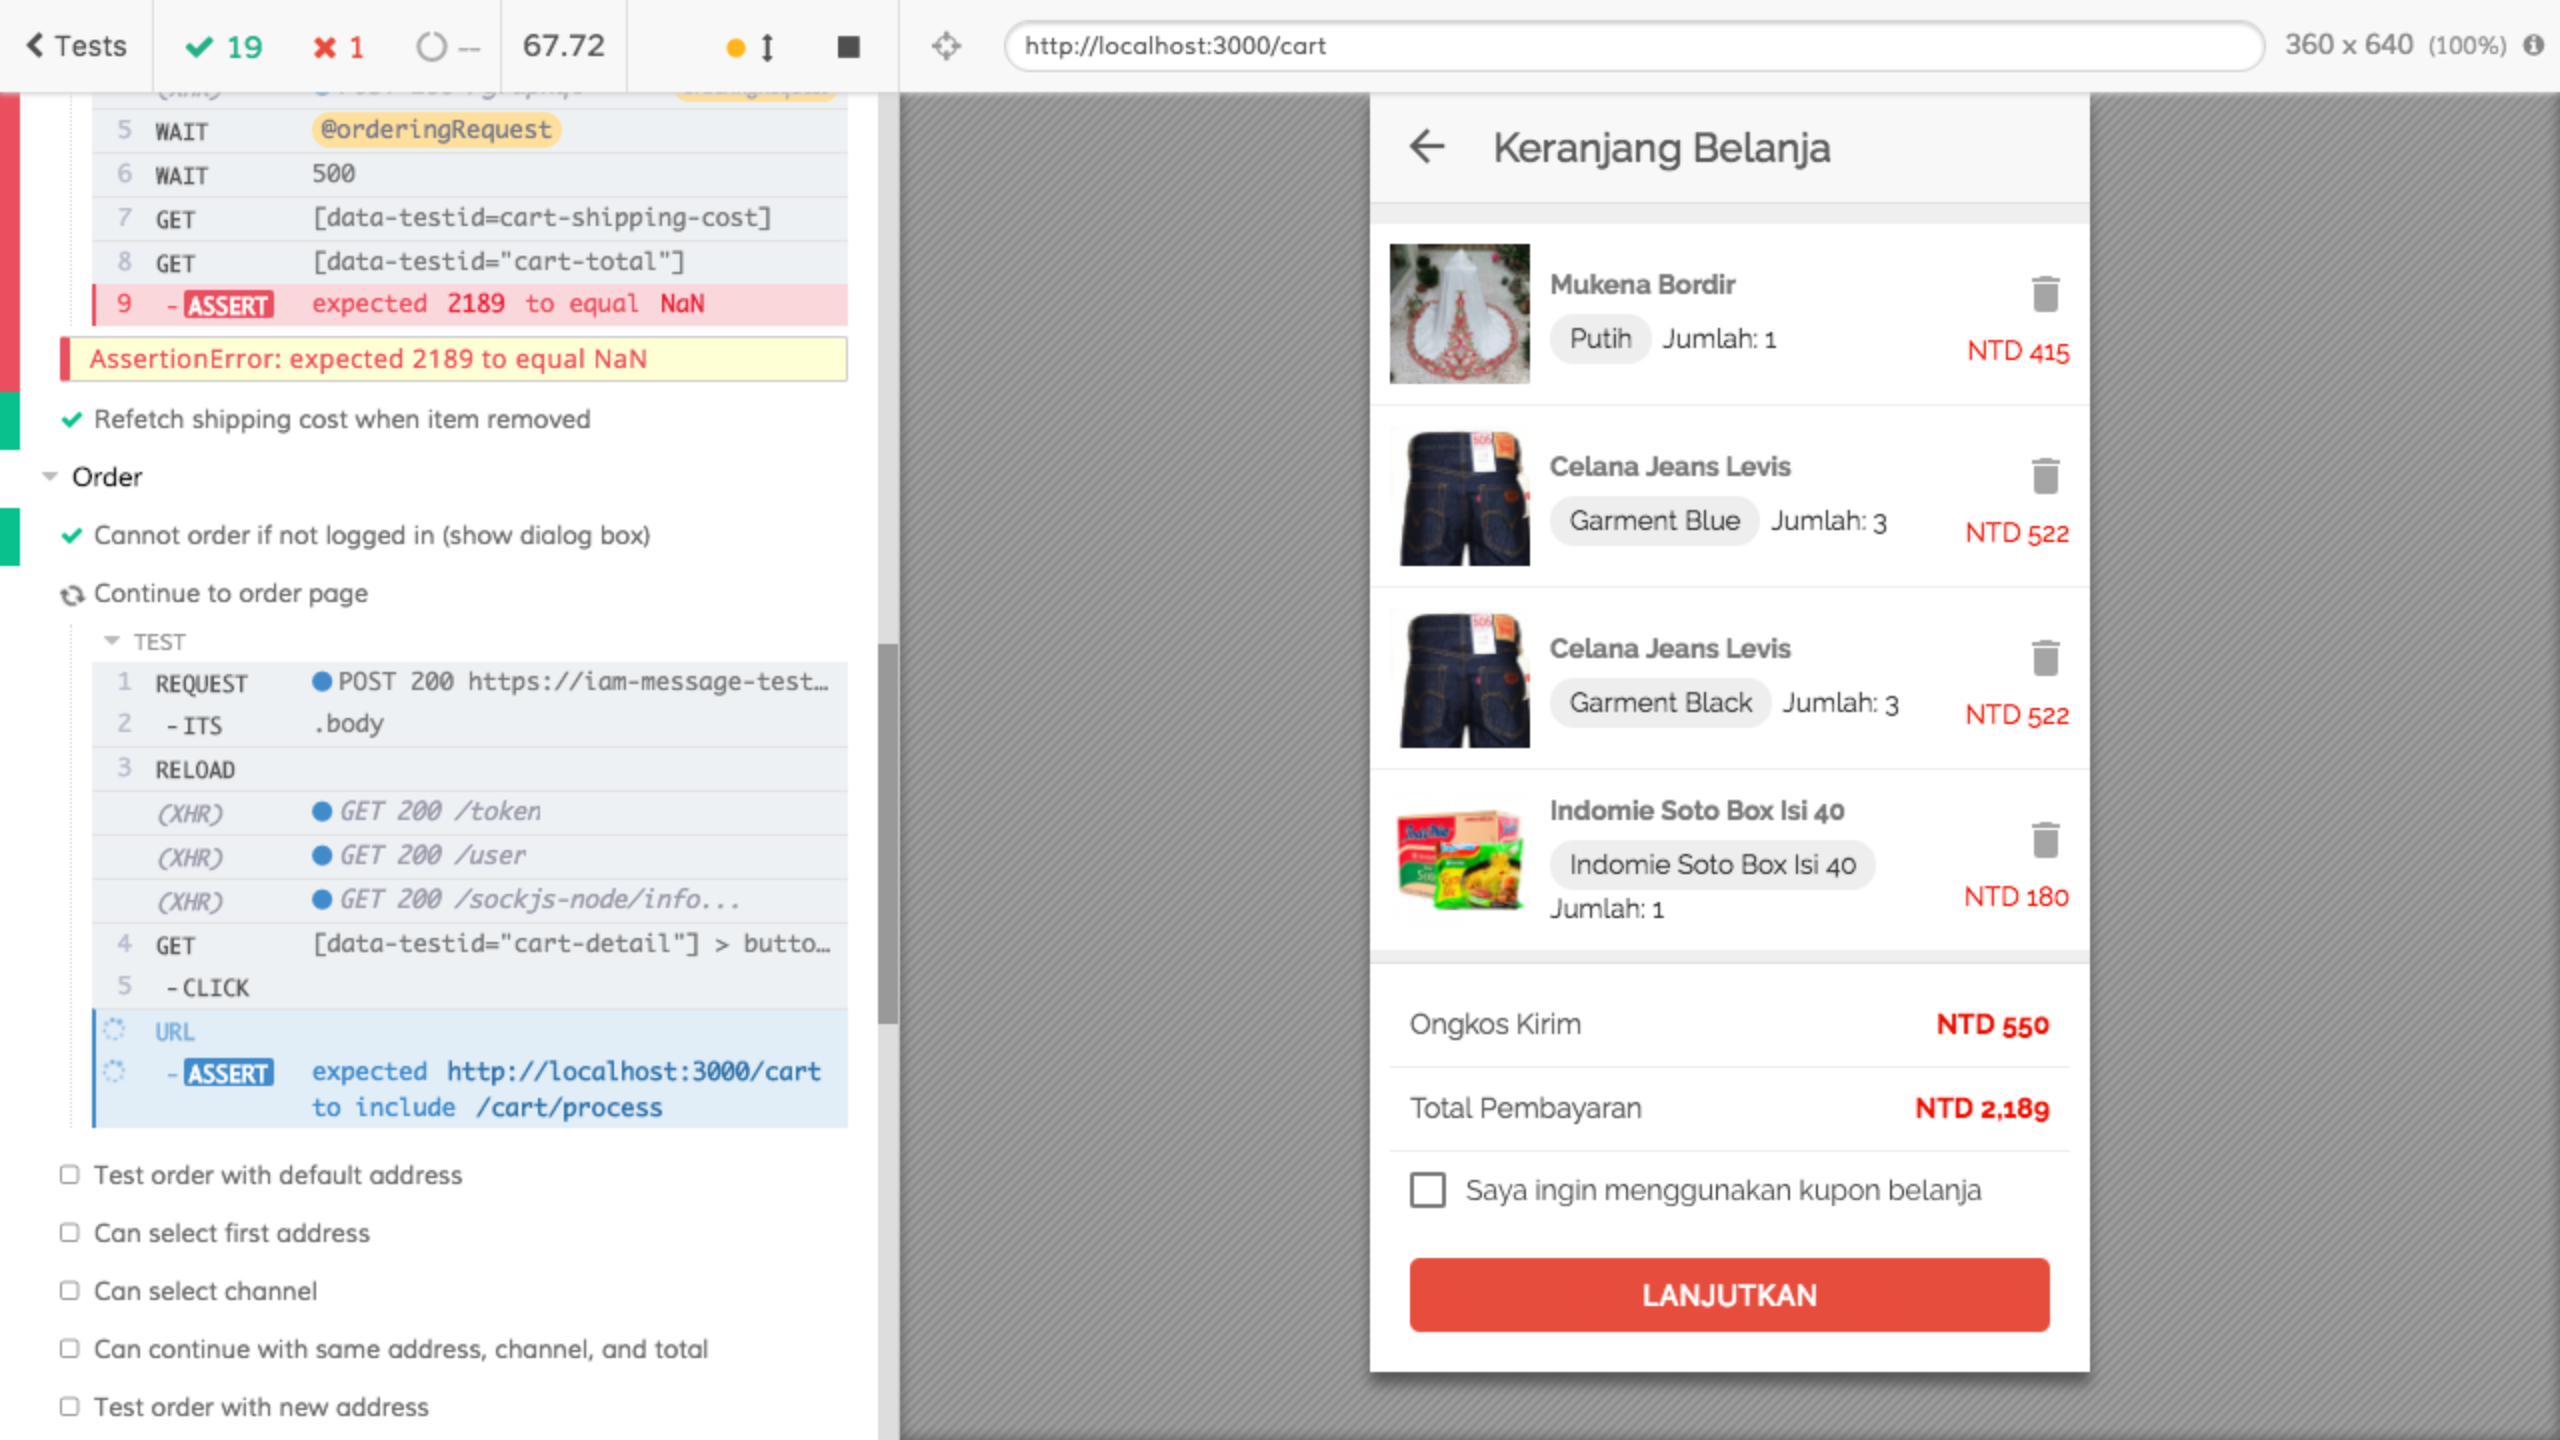 Tests
19
1
--
67.72
http://localhost:3000/cart
360 x 640 (100%)
5 WAIT @orderingRequest
6 WAIT 500
7 GET [data-testid=cart-shipping-cost]
8 GET [data-testid="cart-total"]
9 -ASSERT expected 2189 to equal NaN
AssertionError: expected 2189 to equal NaN
Refetch shipping cost when item removed
Order
Cannot order if not logged in (show dialog box)
Continue to order page
TEST
1 REQUEST POST 200 https://iam-message-test…
2 -ITS .body
3 RELOAD
(XHR) GET 200 /token
(XHR) GET 200 /user
(XHR) GET 200 /sockjs-node/info...
4 GET [data-testid="cart-detail"] > butto…
5 -CLICK
URL
-ASSERT expected http://localhost:3000/cart
to include /cart/process
Test order with default address
Can select first address
Can select channel
Can continue with same address, channel, and total
Test order with new address
Keranjang Belanja
Mukena Bordir
Putih Jumlah: 1
NTD 415
Celana Jeans Levis
Garment Blue Jumlah: 3
NTD 522
Celana Jeans Levis
Garment Black Jumlah: 3
NTD 522
Indomie Soto Box Isi 40
Indomie Soto Box Isi 40
Jumlah: 1
NTD 180
Ongkos Kirim NTD 550
Total Pembayaran NTD 2,189
Saya ingin menggunakan kupon belanja
LANJUTKAN